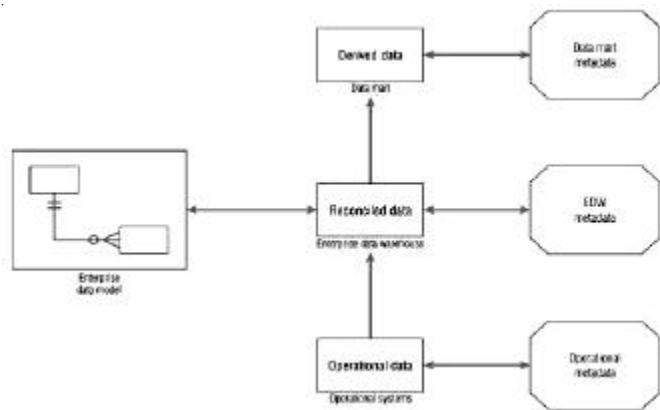 Derived data
Data mart
Data mart
metadata
Reconciled data
Enterprise data warehouse
EDW
metadata
Enterprise
data model
Operational data
Operational systems
Operational
metadata